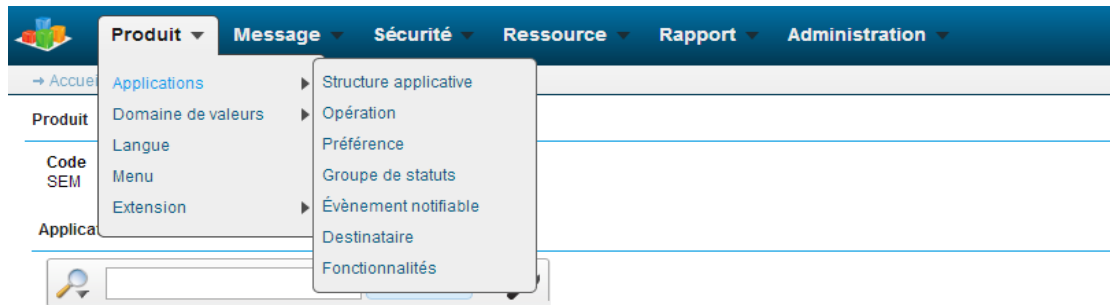 Produit Message Sécurité Ressource Rapport Administration
→ Accuei
Applications
Structure applicative
Produit
Domaine de valeurs
Opération
Langue
Préférence
Code
SEM
Menu
Groupe de statuts
Extension
Évènement notifiable
Applica
Destinataire
Fonctionnalités